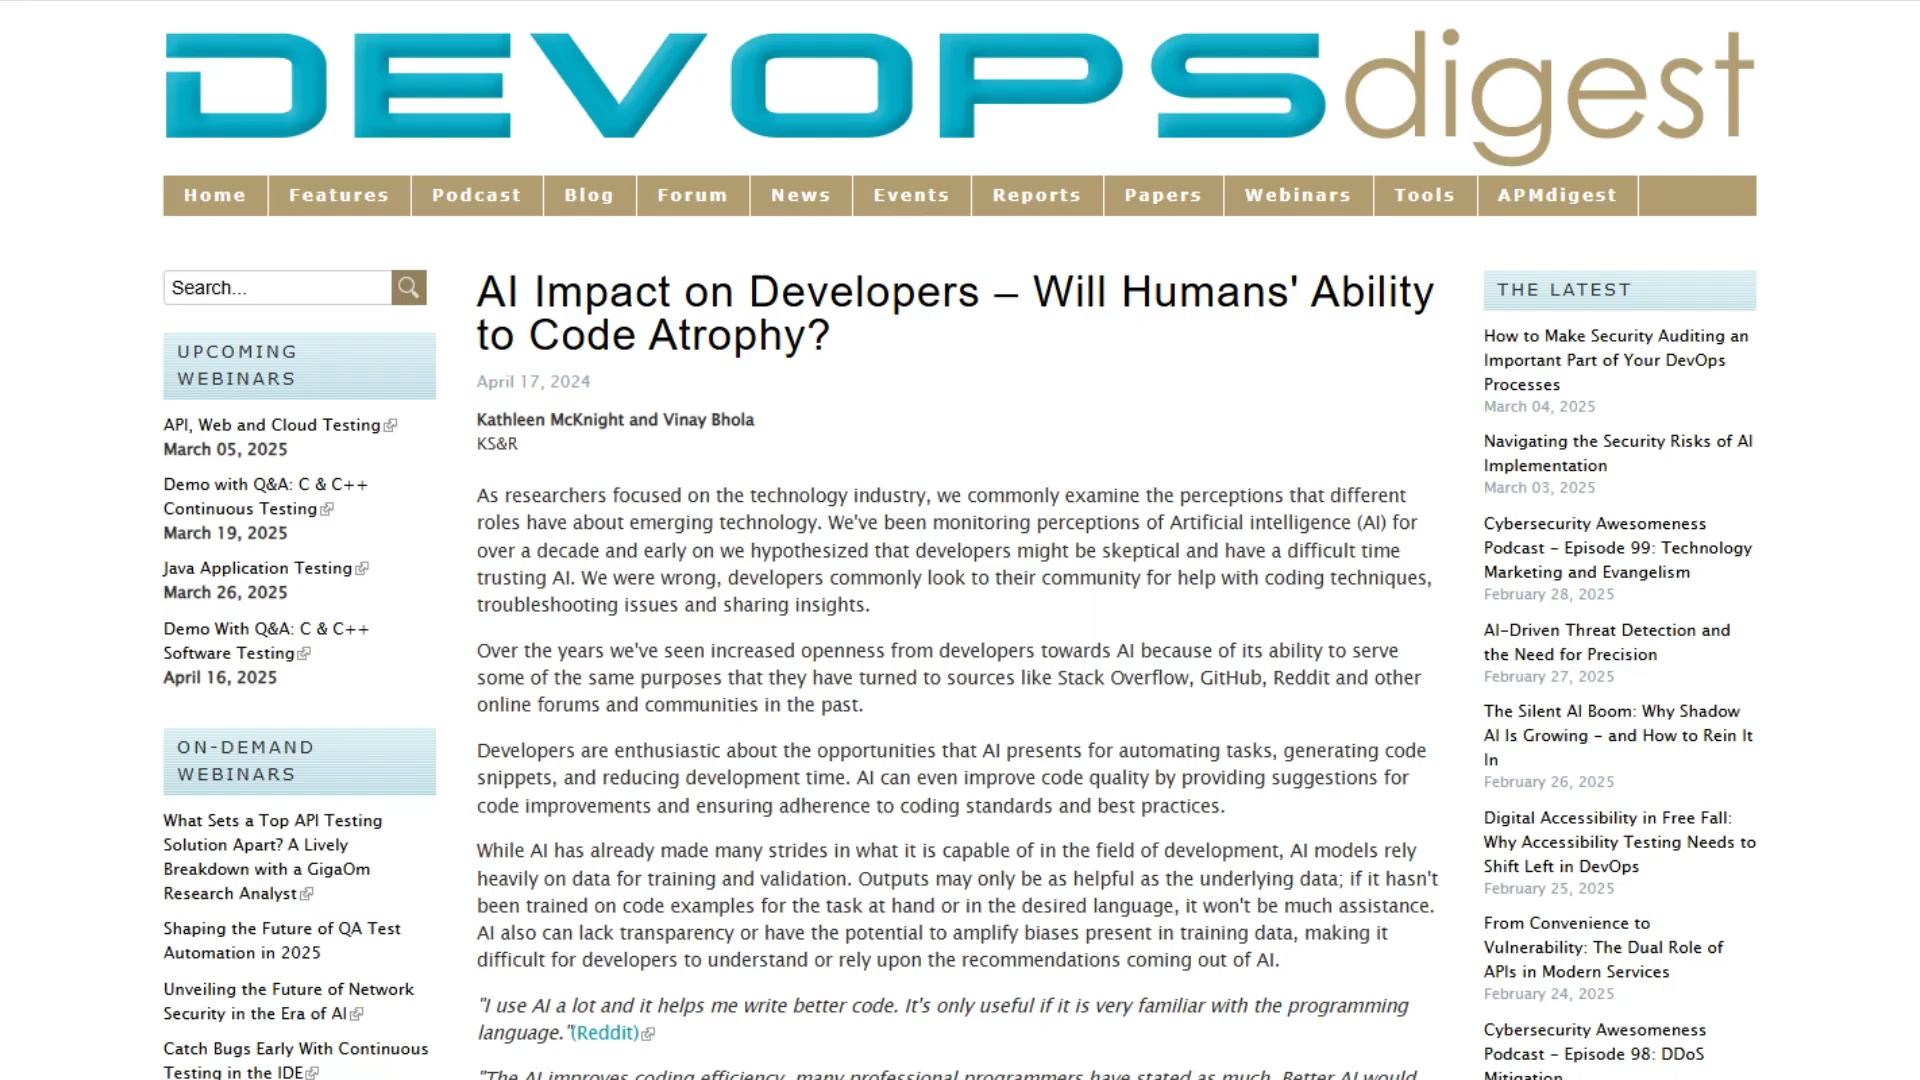 DEVOPSdigest
Home Features Podcast Blog Forum News Events Reports Papers Webinars Tools APMdigest
Search...
UPCOMING
WEBINARS
API, Web and Cloud Testing
March 05, 2025
Demo with Q&A: C & C++
Continuous Testing
March 19, 2025
Java Application Testing
March 26, 2025
Demo With Q&A: C & C++
Software Testing
April 16, 2025
ON-DEMAND
WEBINARS
What Sets a Top API Testing
Solution Apart? A Lively
Breakdown with a GigaOm
Research Analyst
Shaping the Future of QA Test
Automation in 2025
Unveiling the Future of Network
Security in the Era of AI
Catch Bugs Early With Continuous
Testing in the IDE
AI Impact on Developers – Will Humans' Ability
to Code Atrophy?
April 17, 2024
Kathleen McKnight and Vinay Bhola
KS&R
As researchers focused on the technology industry, we commonly examine the perceptions that different
roles have about emerging technology. We've been monitoring perceptions of Artificial intelligence (AI) for
over a decade and early on we hypothesized that developers might be skeptical and have a difficult time
trusting AI. We were wrong, developers commonly look to their community for help with coding techniques,
troubleshooting issues and sharing insights.
Over the years we've seen increased openness from developers towards AI because of its ability to serve
some of the same purposes that they have turned to sources like Stack Overflow, GitHub, Reddit and other
online forums and communities in the past.
Developers are enthusiastic about the opportunities that AI presents for automating tasks, generating code
snippets, and reducing development time. AI can even improve code quality by providing suggestions for
code improvements and ensuring adherence to coding standards and best practices.
While AI has already made many strides in what it is capable of in the field of development, AI models rely
heavily on data for training and validation. Outputs may only be as helpful as the underlying data; if it hasn't
been trained on code examples for the task at hand or in the desired language, it won't be much assistance.
AI also can lack transparency or have the potential to amplify biases present in training data, making it
difficult for developers to understand or rely upon the recommendations coming out of AI.
"I use AI a lot and it helps me write better code. It's only useful if it is very familiar with the programming
language."(Reddit)
"The AI improves coding efficiency, many professional programmers have stated as much. Better AI would
THE LATEST
How to Make Security Auditing an
Important Part of Your DevOps
Processes
March 04, 2025
Navigating the Security Risks of AI
Implementation
March 03, 2025
Cybersecurity Awesomeness
Podcast - Episode 99: Technology
Marketing and Evangelism
February 28, 2025
AI-Driven Threat Detection and
the Need for Precision
February 27, 2025
The Silent AI Boom: Why Shadow
AI Is Growing - and How to Rein It
In
February 26, 2025
Digital Accessibility in Free Fall:
Why Accessibility Testing Needs to
Shift Left in DevOps
February 25, 2025
From Convenience to
Vulnerability: The Dual Role of
APIs in Modern Services
February 24, 2025
Cybersecurity Awesomeness
Podcast - Episode 98: DDoS
Mitigation